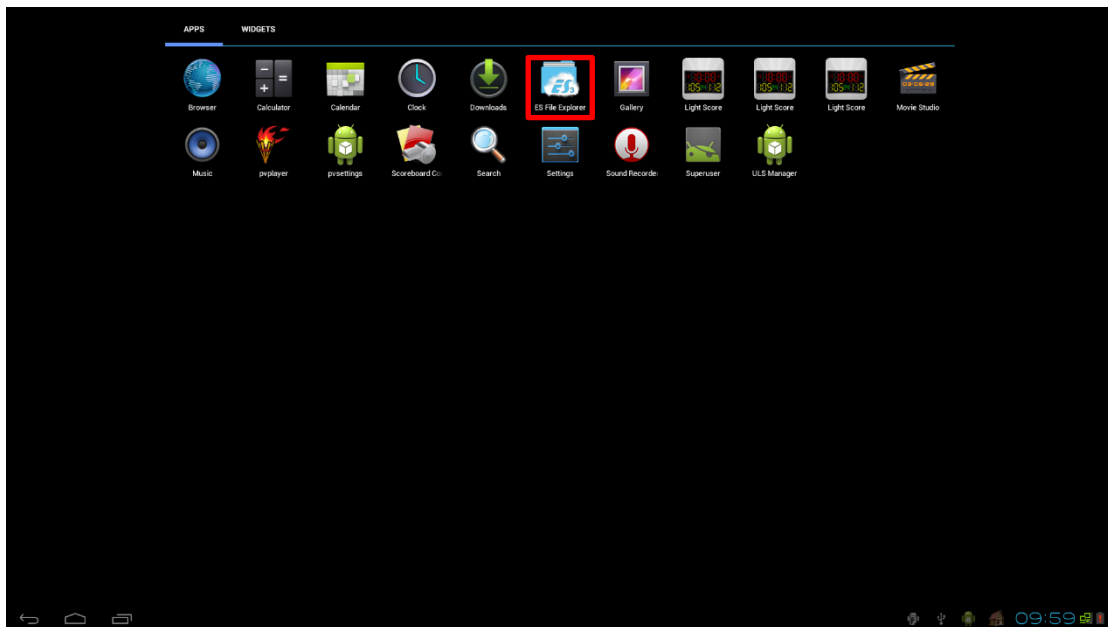 APPS WIDGETS
Browser Calculator Calendar Clock Downloads ES File Explorer Gallery Light Score Light Score Light Score Movie Studio
Music pvplayer pvsettings Scoreboard Co Search Settings Sound Recorde Superuser ULS Manager
09:59